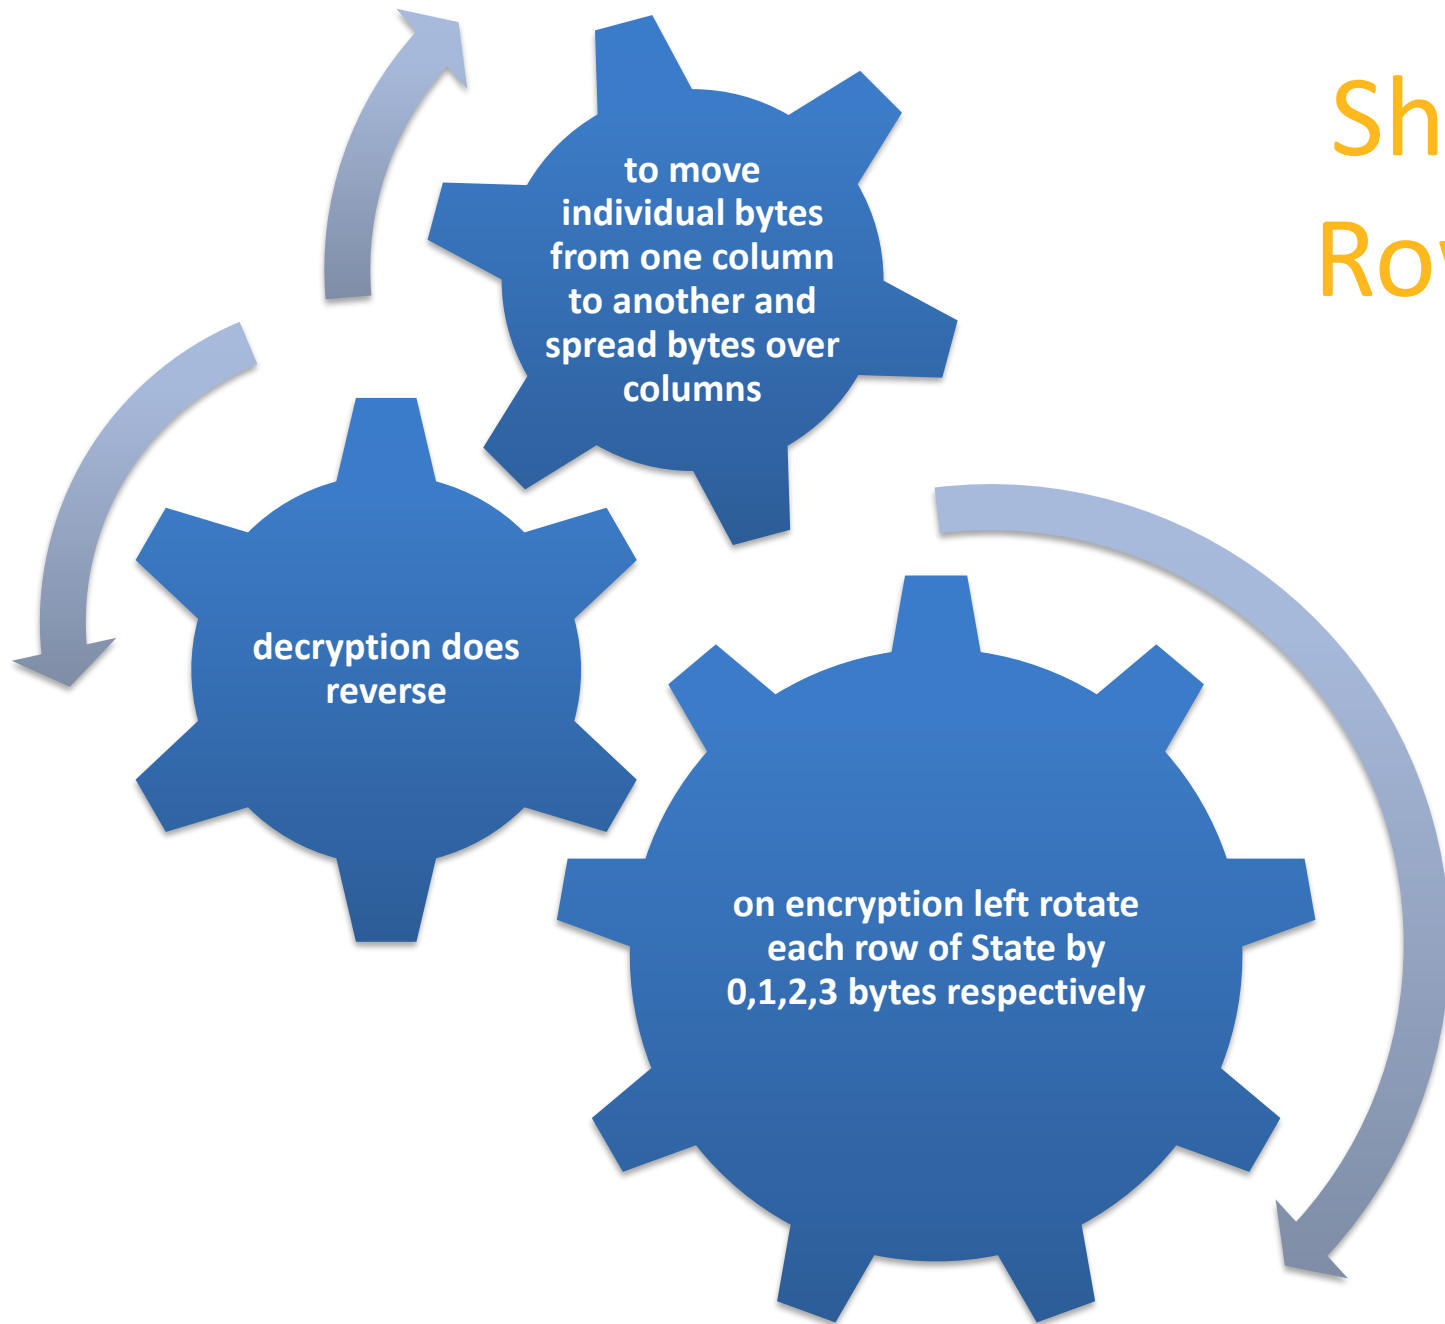 Sh
Ro
to move
individual bytes
from one column
to another and
spread bytes over
columns
decryption does
reverse
on encryption left rotate
each row of State by
0,1,2,3 bytes respectively